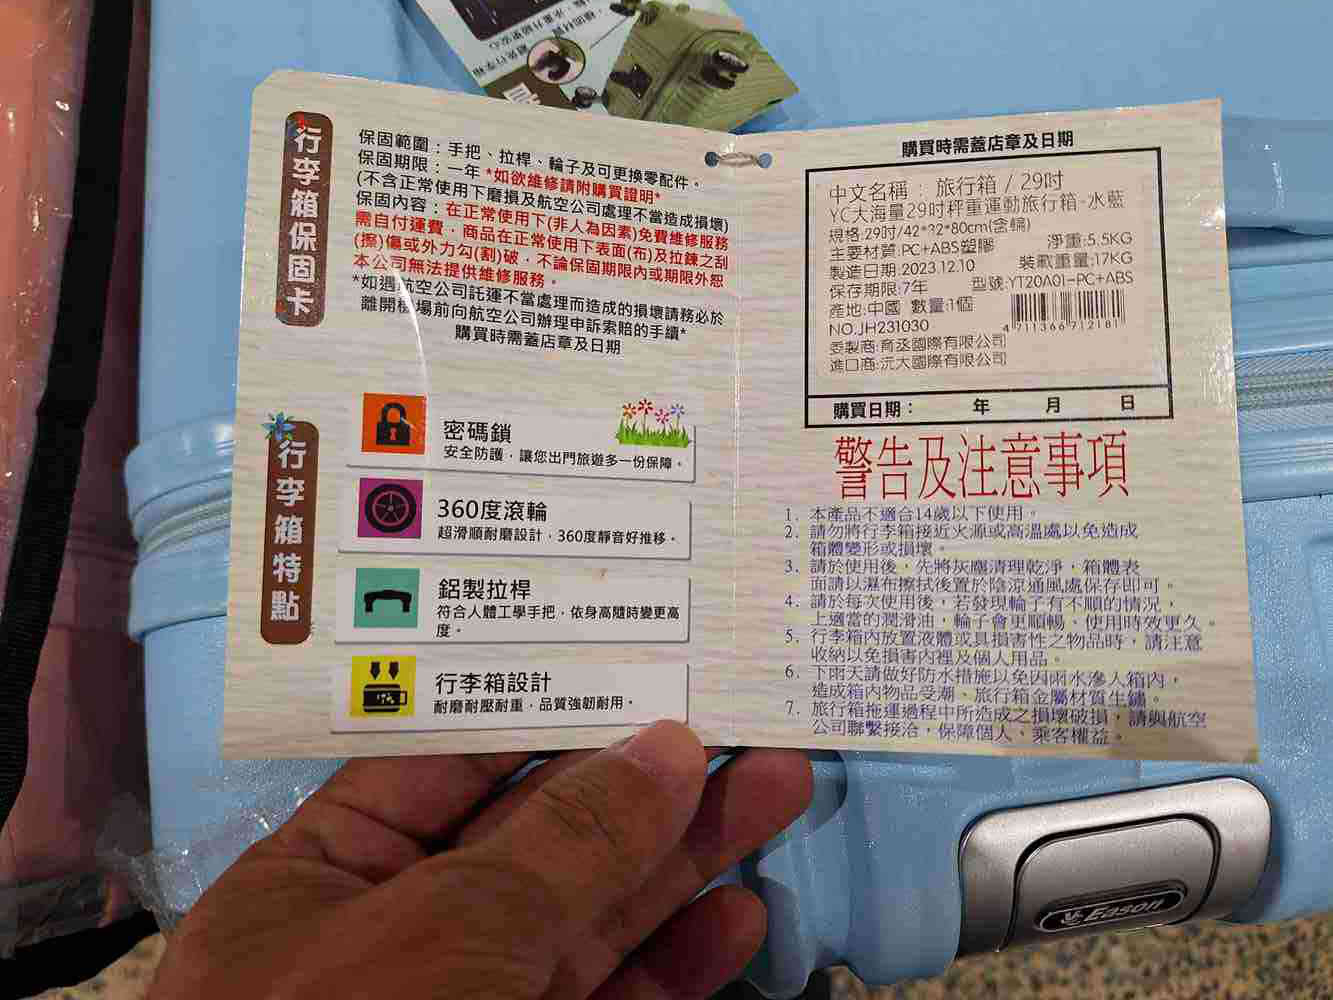 行李箱保固卡
保固範圍：手把、拉桿、輪子及可更換零配件。
保固期限：一年 *如欲維修請附購買證明*
(不含正常使用下磨損及航空公司處理不當造成損壞)
保固內容：在正常使用下(非人為因素)免費維修服務
需自付運費．商品在正常使用下表面(布)及拉鍊之刮
(擦)傷或外力勾(割)破．不論保固期限內或期限外恕
本公司無法提供維修服務。
*如遇航空公司託運不當處理而造成的損壞請務必於
離開機場前向航空公司辦理申訴索賠的手續*
購買時需蓋店章及日期
行李箱特點
密碼鎖
安全防護．讓您出門旅遊多一份保障。
360度滾輪
超滑順耐磨設計．360度靜音好推移。
鋁製拉桿
符合人體工學手把．依身高隨時變更高
度。
行李箱設計
耐磨耐壓耐重．品質強韌耐用。
購買時需蓋店章及日期
中文名稱：旅行箱 / 29吋
YC大海量29吋秤重運動旅行箱-水藍
規格:29吋/42*32*80cm(含輪)
主要材質:PC+ABS塑膠 淨重:5.5KG
製造日期:2023.12.10 裝載重量:17KG
保存期限:7年 型號:YT20A01-PC+ABS
產地:中國 數量:1個
NO.JH231030 4 711366 712181
委製商:育丞國際有限公司
進口商:沅大國際有限公司
購買日期： 年 月 日
警告及注意事項
1. 本產品不適合14歲以下使用。
2. 請勿將行李箱接近火源或高溫處以免造成
箱體變形或損壞。
3. 請於使用後，先將灰塵清理乾淨，箱體表
面請以濕布擦拭後置於陰涼通風處保存即可。
4. 請於每次使用後，若發現輪子有不順的情況，
上適當的潤滑油，輪子會更順暢、使用時效更久。
5. 行李箱內放置液體或具損害性之物品時，請注意
收納以免損害內裡及個人用品。
6. 下雨天請做好防水措施以免因雨水滲入箱內，
造成箱內物品受潮、旅行箱金屬材質生鏽。
7. 旅行箱拖運過程中所造成之損壞破損，請與航空
公司聯繫接洽，保障個人、乘客權益。
Eason